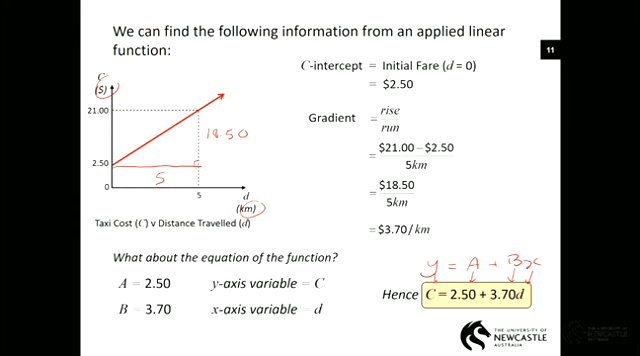 We can find the following information from an applied linear
function:
11
C-intercept = Initial Fare (d = 0)
= $2.50
C
($)
21.00
18.50
2.50
5
0
5
d
(km)
Gradient = rise / run
= $21.00 – $2.50 / 5km
= $18.50 / 5km
= $3.70 / km
Taxi Cost (C) v Distance Travelled (d)
What about the equation of the function?
A = 2.50 y-axis variable = C
B = 3.70 x-axis variable = d
y = A + Bx
Hence C = 2.50 + 3.70d
THE UNIVERSITY OF
NEWCASTLE
AUSTRALIA